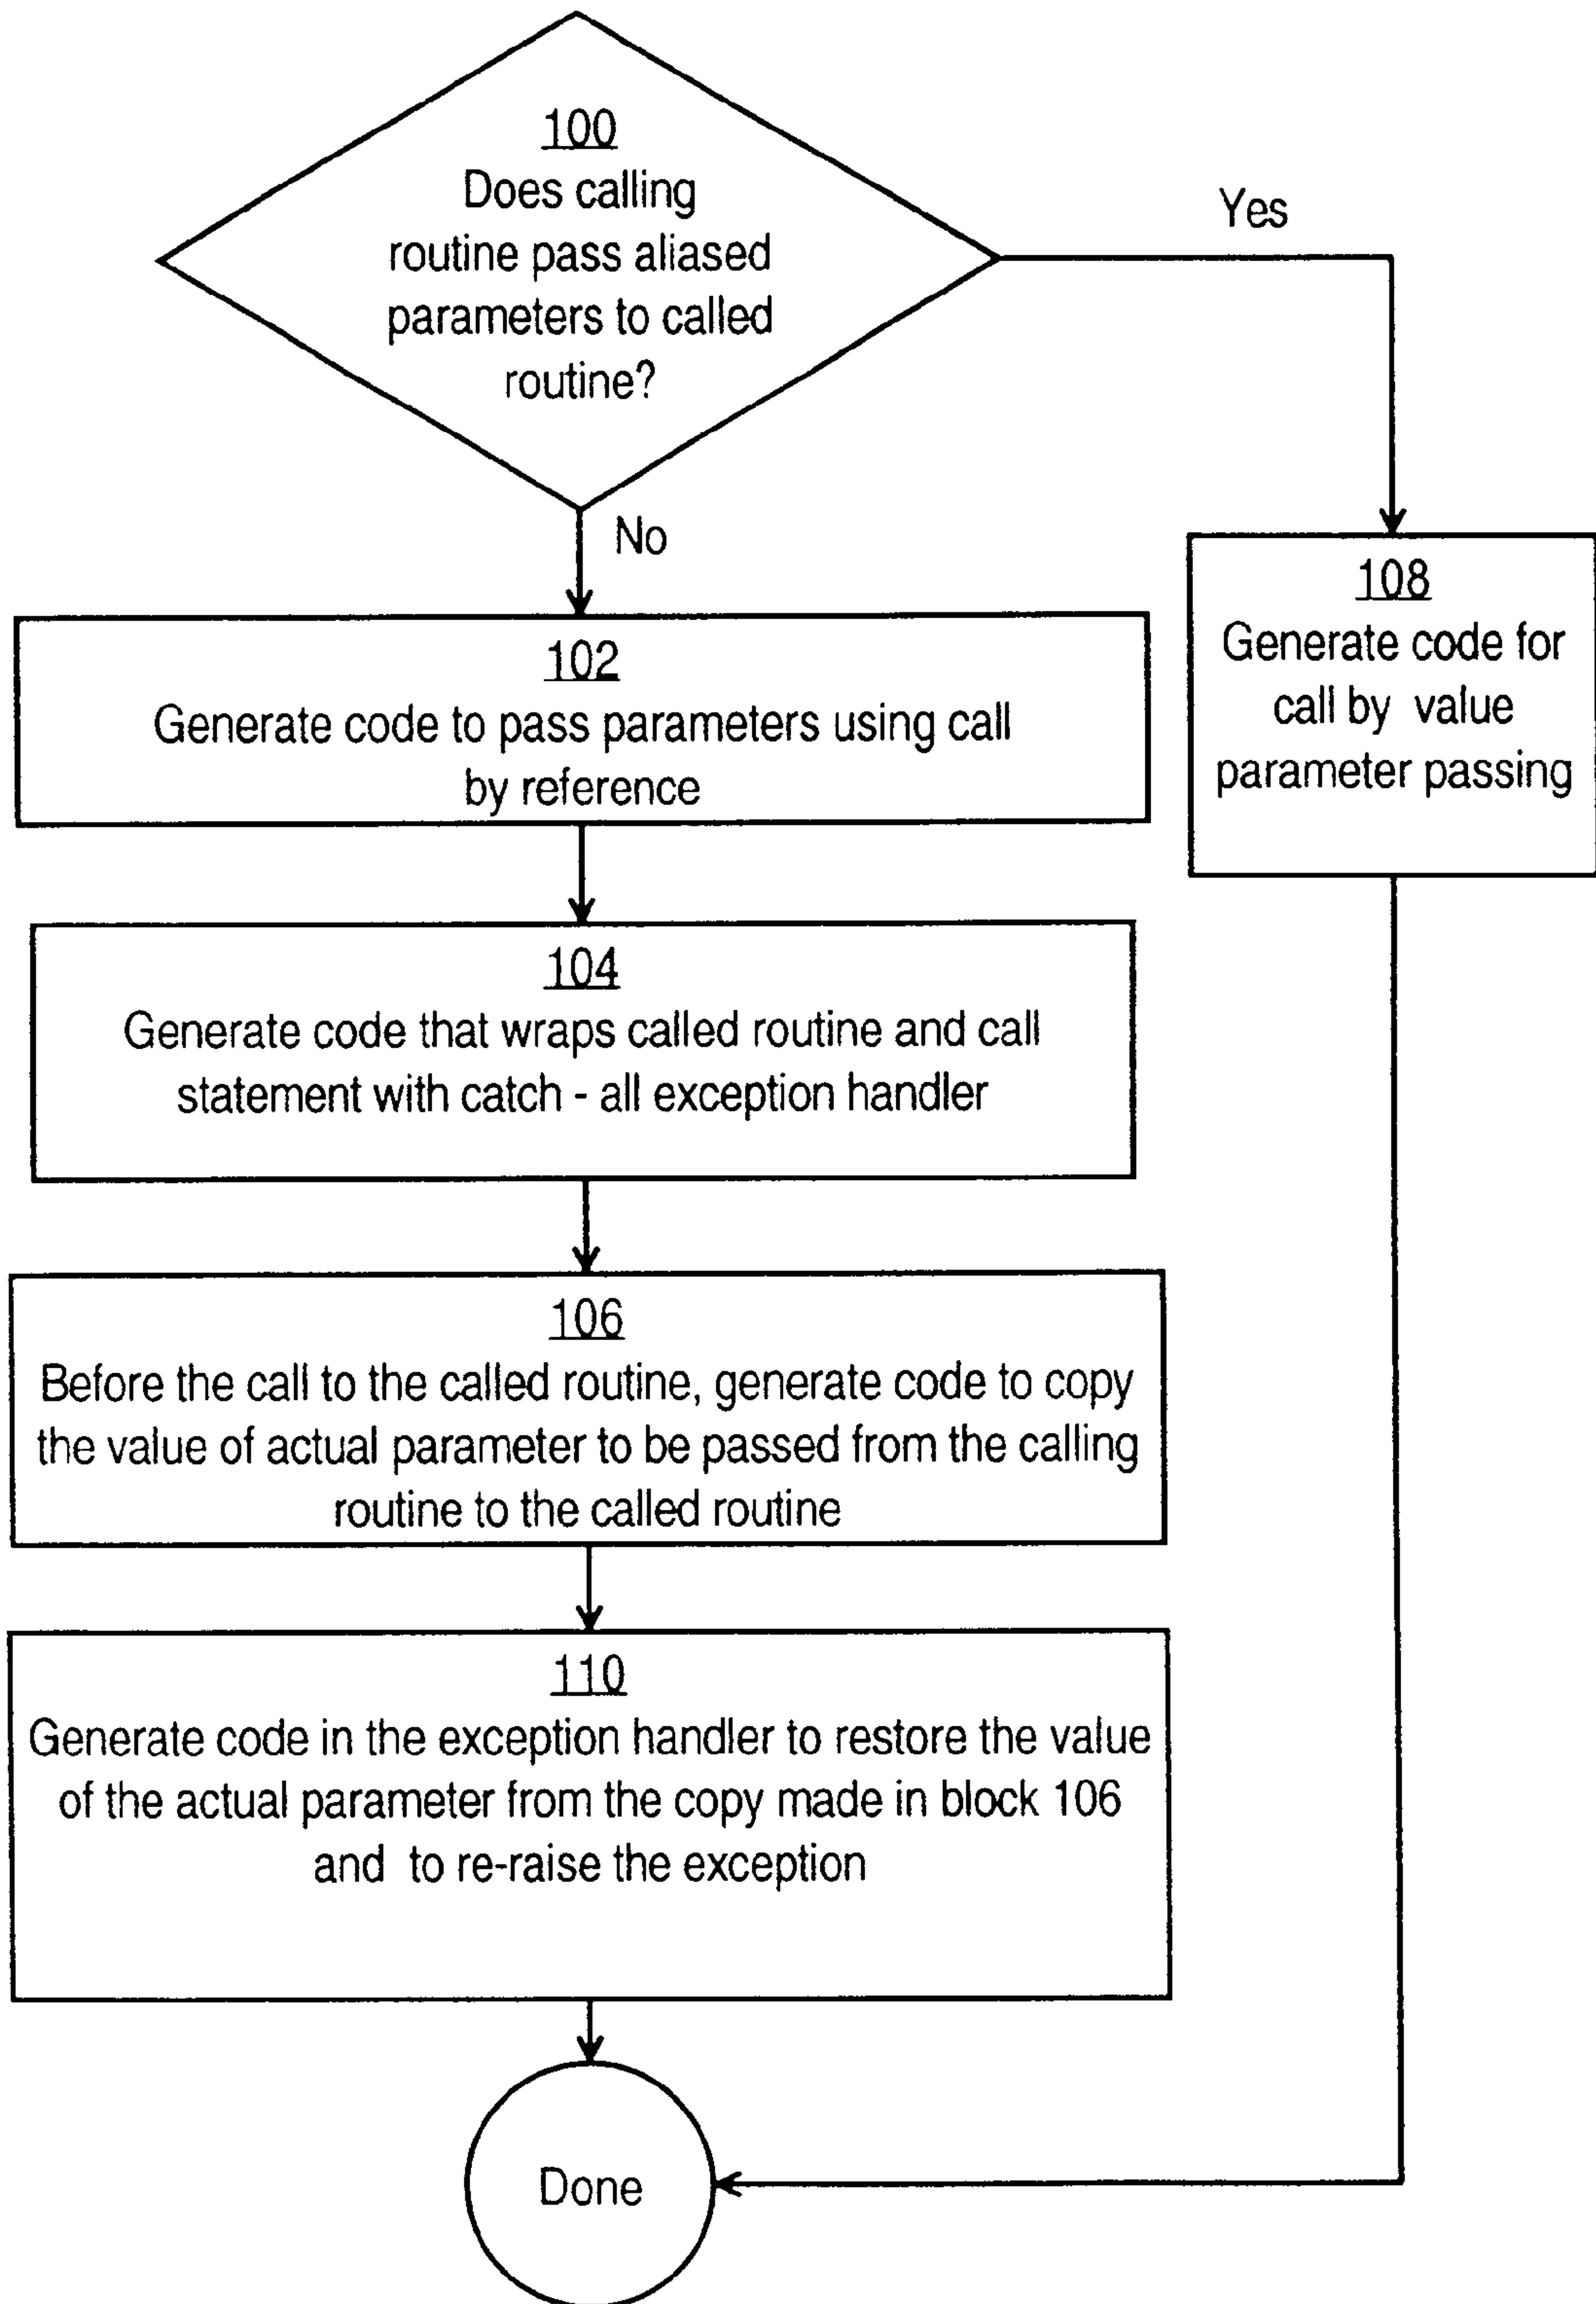 100
Does calling
routine pass aliased
parameters to called
routine?
Yes
No
102
Generate code to pass parameters using call
by reference
108
Generate code for
call by value
parameter passing
104
Generate code that wraps called routine and call
statement with catch - all exception handler
106
Before the call to the called routine, generate code to copy
the value of actual parameter to be passed from the calling
routine to the called routine
110
Generate code in the exception handler to restore the value
of the actual parameter from the copy made in block 106
and to re-raise the exception
Done